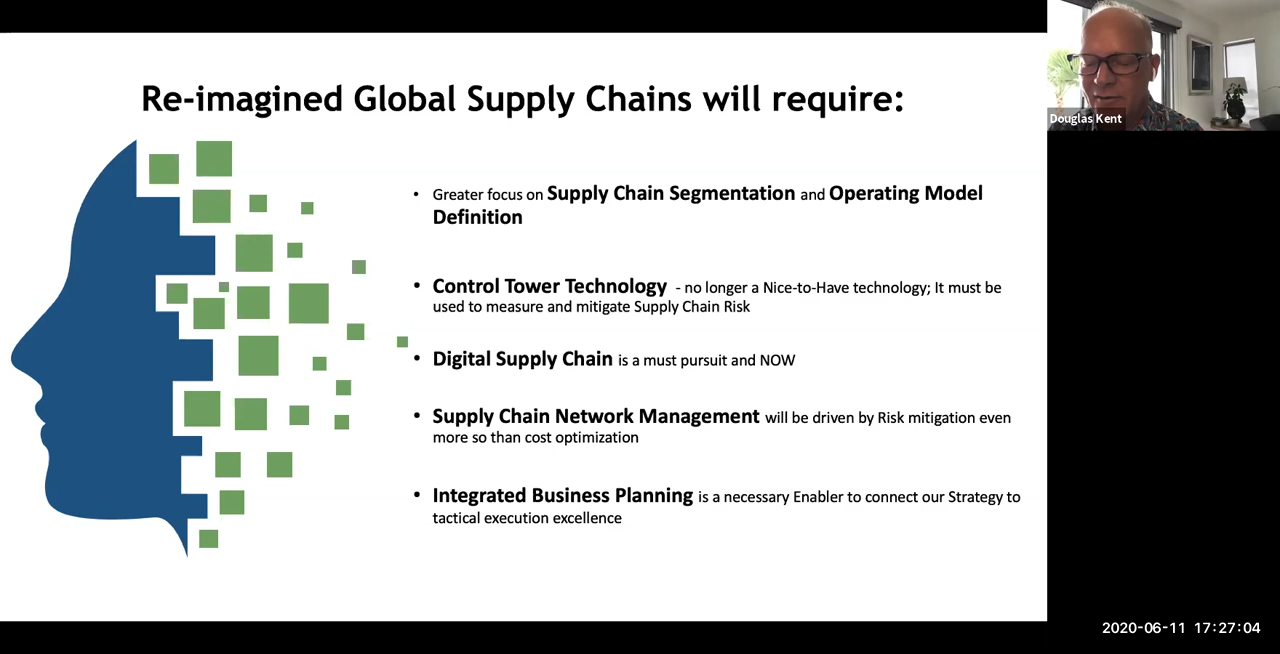 Re-imagined Global Supply Chains will require:
• Greater focus on Supply Chain Segmentation and Operating Model
Definition
• Control Tower Technology - no longer a Nice-to-Have technology; It must be
used to measure and mitigate Supply Chain Risk
• Digital Supply Chain is a must pursuit and NOW
• Supply Chain Network Management will be driven by Risk mitigation even
more so than cost optimization
• Integrated Business Planning is a necessary Enabler to connect our Strategy to
tactical execution excellence
Douglas Kent
2020-06-11 17:27:04